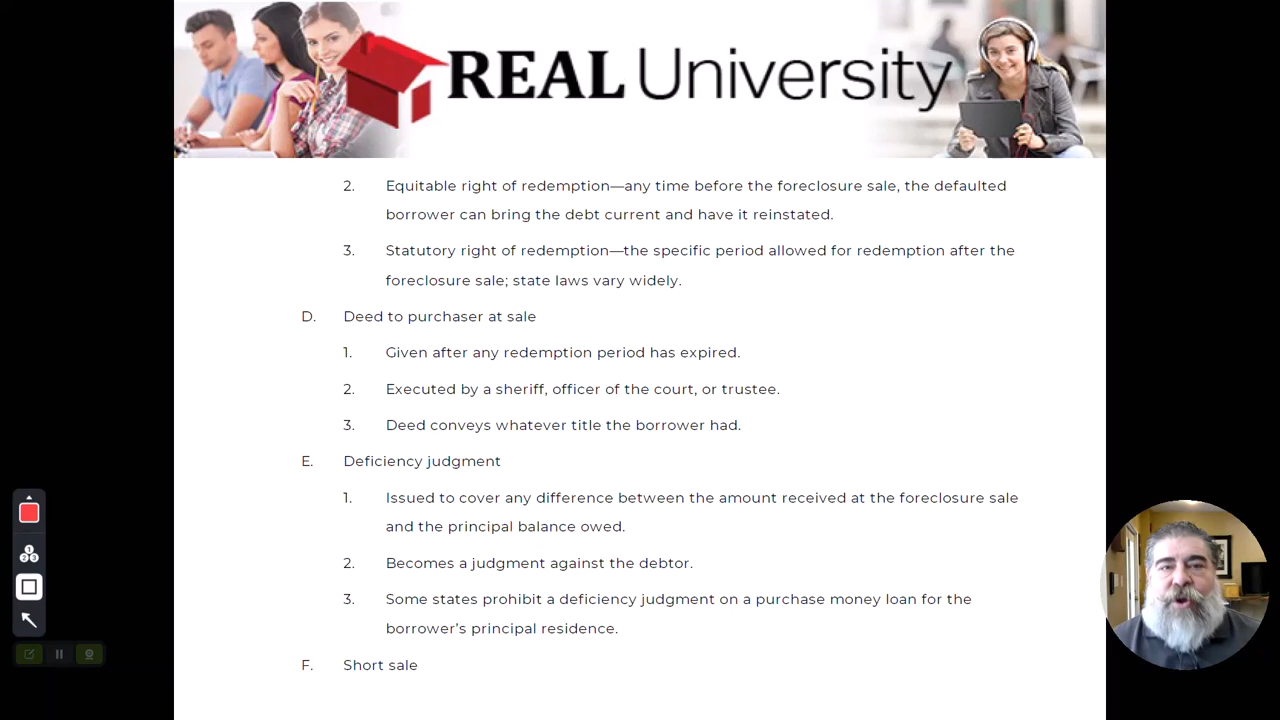 REAL University
2. Equitable right of redemption—any time before the foreclosure sale, the defaulted
borrower can bring the debt current and have it reinstated.
3. Statutory right of redemption—the specific period allowed for redemption after the
foreclosure sale; state laws vary widely.
D. Deed to purchaser at sale
1. Given after any redemption period has expired.
2. Executed by a sheriff, officer of the court, or trustee.
3. Deed conveys whatever title the borrower had.
E. Deficiency judgment
1. Issued to cover any difference between the amount received at the foreclosure sale
and the principal balance owed.
2. Becomes a judgment against the debtor.
3. Some states prohibit a deficiency judgment on a purchase money loan for the
borrower’s principal residence.
F. Short sale